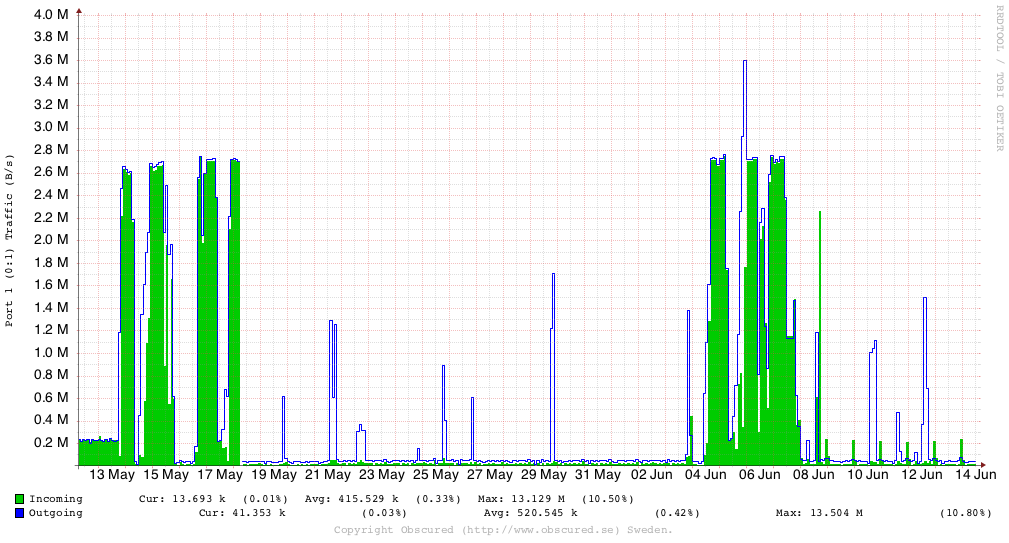 RRDTOOL / TOBI OETIKER
Port 1 (0:1) Traffic (B/s)
4.0 M
3.8 M
3.6 M
3.4 M
3.2 M
3.0 M
2.8 M
2.6 M
2.4 M
2.2 M
2.0 M
1.8 M
1.6 M
1.4 M
1.2 M
1.0 M
0.8 M
0.6 M
0.4 M
0.2 M
13 May 15 May 17 May 19 May 21 May 23 May 25 May 27 May 29 May 31 May 02 Jun 04 Jun 06 Jun 08 Jun 10 Jun 12 Jun 14 Jun
Incoming Cur: 13.693 k (0.01%) Avg: 415.529 k (0.33%) Max: 13.129 M (10.50%)
Outgoing Cur: 41.353 k (0.03%) Avg: 520.545 k (0.42%) Max: 13.504 M (10.80%)
Copyright Obscured (http://www.obscured.se) Sweden.